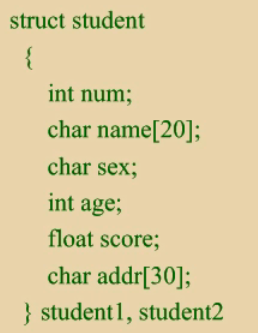 struct student
{
int num;
char name[20];
char sex;
int age;
float score;
char addr[30];
} student1, student2